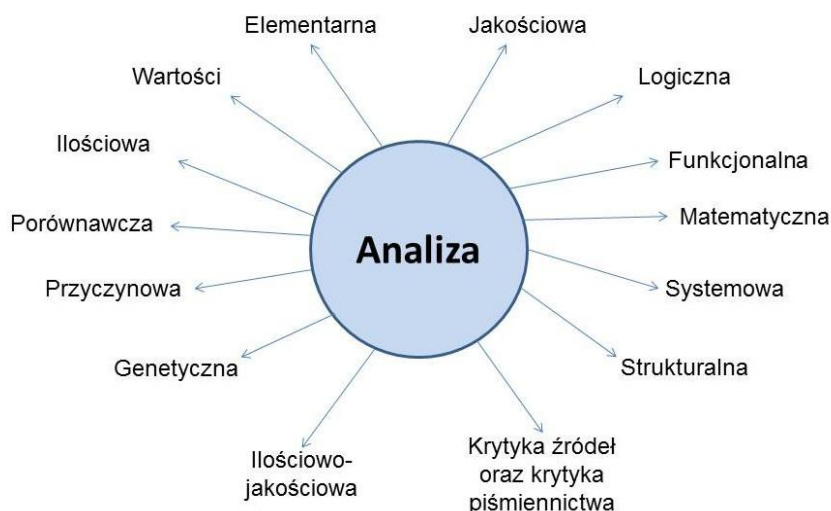 Elementarna
Jakościowa
Wartości
Logiczna
Ilościowa
Funkcjonalna
Porównawcza
Matematyczna
Analiza
Przyczynowa
Systemowa
Genetyczna
Strukturalna
Ilościowo-
jakościowa
Krytyka źródeł
oraz krytyka
piśmiennictwa